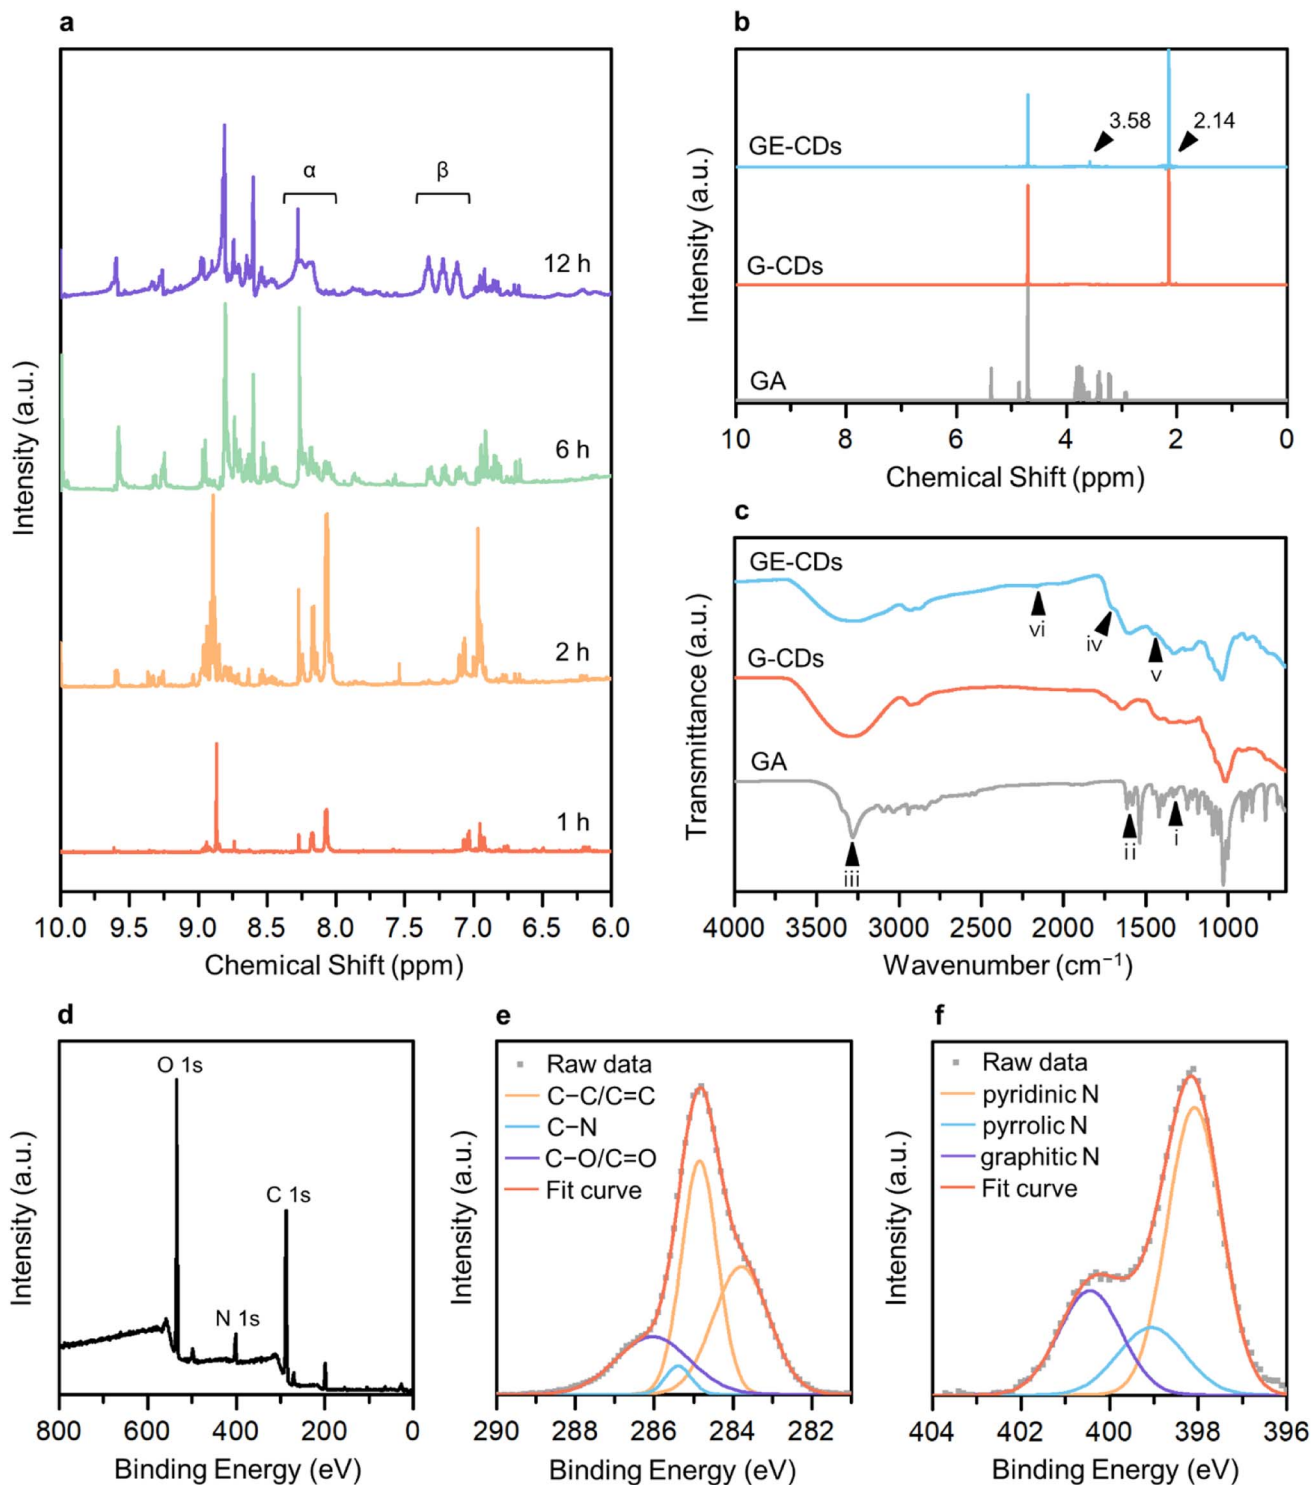 a
α
β
12 h
6 h
2 h
1 h
Intensity (a.u.)
10.0 9.5 9.0 8.5 8.0 7.5 7.0 6.5 6.0
Chemical Shift (ppm)
b
3.58
2.14
GE-CDs
G-CDs
GA
Intensity (a.u.)
10 8 6 4 2 0
Chemical Shift (ppm)
c
GE-CDs
vi
iv
v
G-CDs
GA
iii
ii
i
Transmittance (a.u.)
4000 3500 3000 2500 2000 1500 1000
Wavenumber (cm⁻¹)
d
O 1s
C 1s
N 1s
Intensity (a.u.)
800 600 400 200 0
Binding Energy (eV)
e
Raw data
C−C/C=C
C−N
C−O/C=O
Fit curve
Intensity (a.u.)
290 288 286 284 282
Binding Energy (eV)
f
Raw data
pyridinic N
pyrrolic N
graphitic N
Fit curve
Intensity (a.u.)
404 402 400 398 396
Binding Energy (eV)